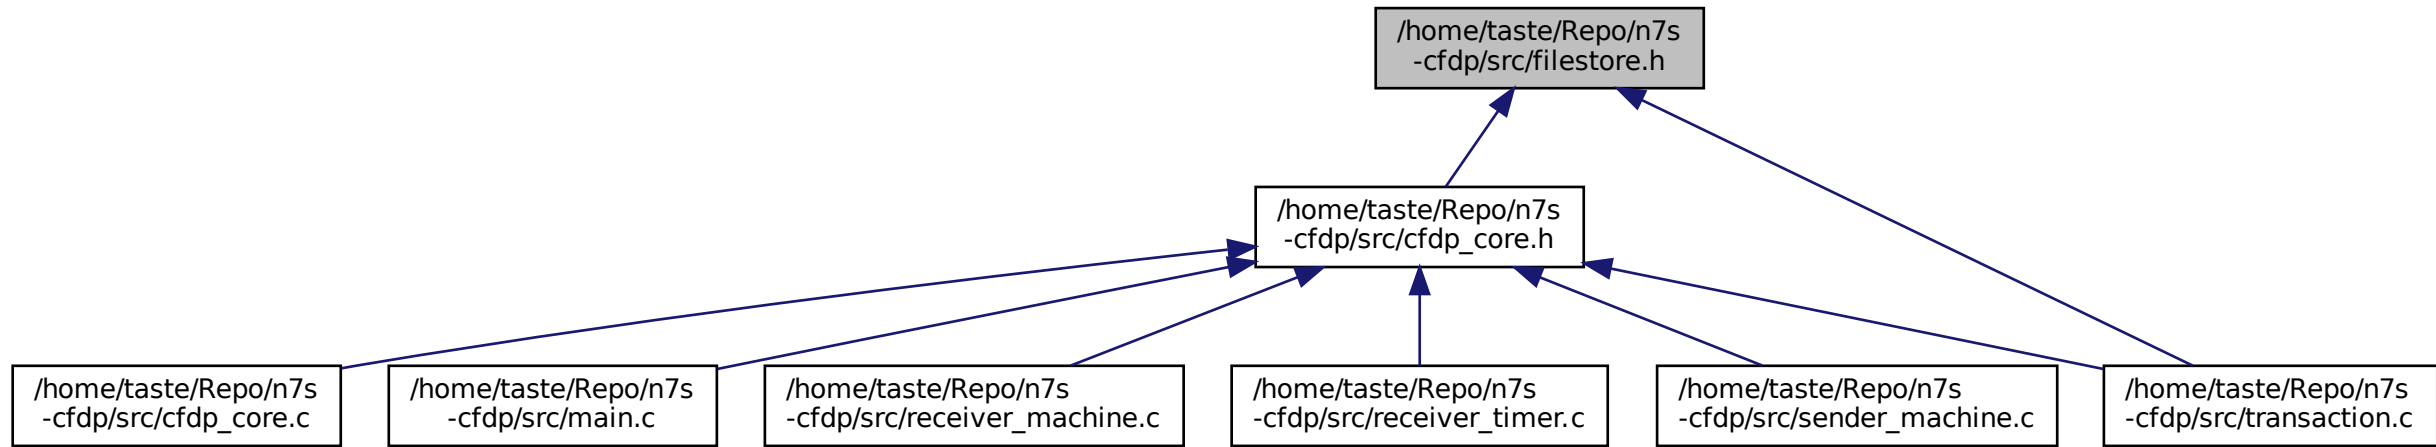 /home/taste/Repo/n7s
-cfdp/src/filestore.h
/home/taste/Repo/n7s
-cfdp/src/cfdp_core.h
/home/taste/Repo/n7s
-cfdp/src/cfdp_core.c
/home/taste/Repo/n7s
-cfdp/src/main.c
/home/taste/Repo/n7s
-cfdp/src/receiver_machine.c
/home/taste/Repo/n7s
-cfdp/src/receiver_timer.c
/home/taste/Repo/n7s
-cfdp/src/sender_machine.c
/home/taste/Repo/n7s
-cfdp/src/transaction.c